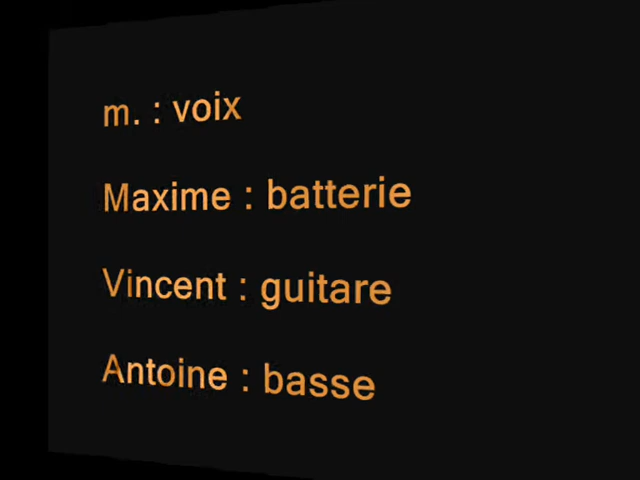 m. : voix
Maxime : batterie
Vincent : guitare
Antoine : basse